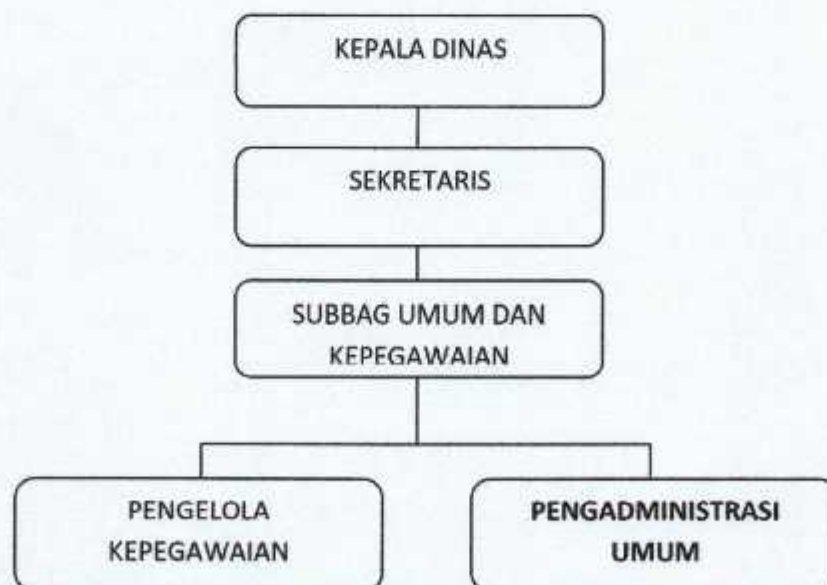 KEPALA DINAS
SEKRETARIS
SUBBAG UMUM DAN
KEPEGAWAIAN
PENGELOLA
KEPEGAWAIAN
PENGADMINISTRASI
UMUM